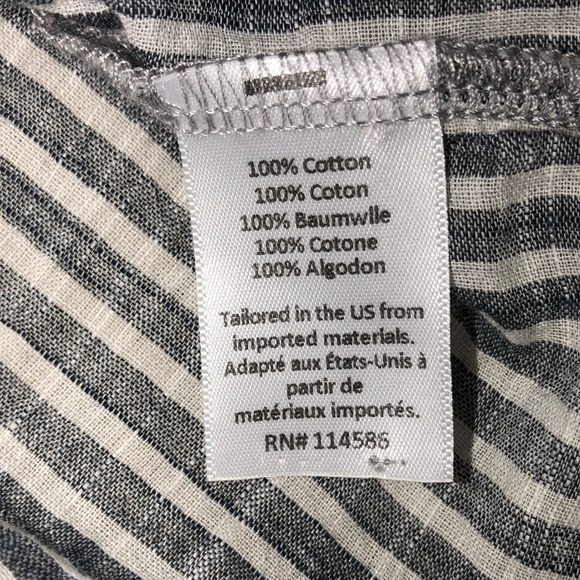 100% Cotton
100% Coton
100% Baumwlle
100% Cotone
100% Algodon
Tailored in the US from
imported materials.
Adapté aux États-Unis à
partir de
matériaux importés.
RN# 114586